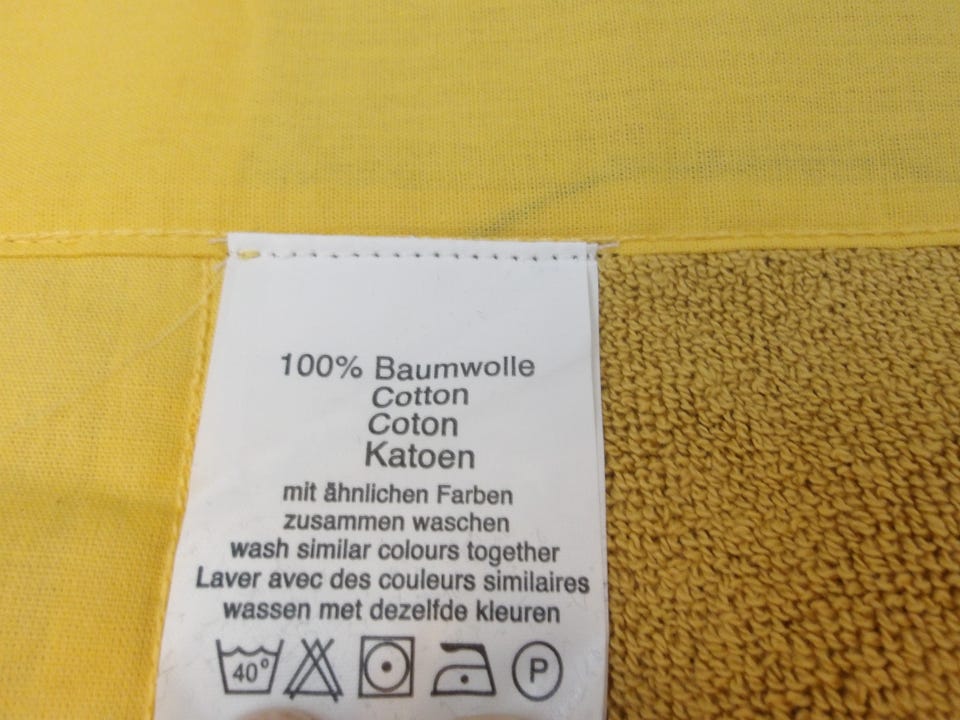 100% Baumwolle
Cotton
Coton
Katoen
mit ähnlichen Farben
zusammen waschen
wash similar colours together
Laver avec des couleurs similaires
wassen met dezelfde kleuren
40° P